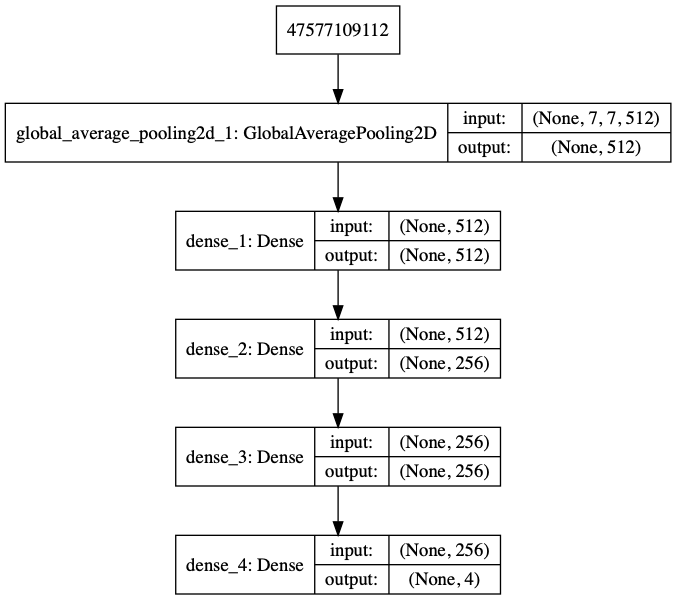 47577109112
global_average_pooling2d_1: GlobalAveragePooling2D
input: (None, 7, 7, 512)
output: (None, 512)
dense_1: Dense
input: (None, 512)
output: (None, 512)
dense_2: Dense
input: (None, 512)
output: (None, 256)
dense_3: Dense
input: (None, 256)
output: (None, 256)
dense_4: Dense
input: (None, 256)
output: (None, 4)